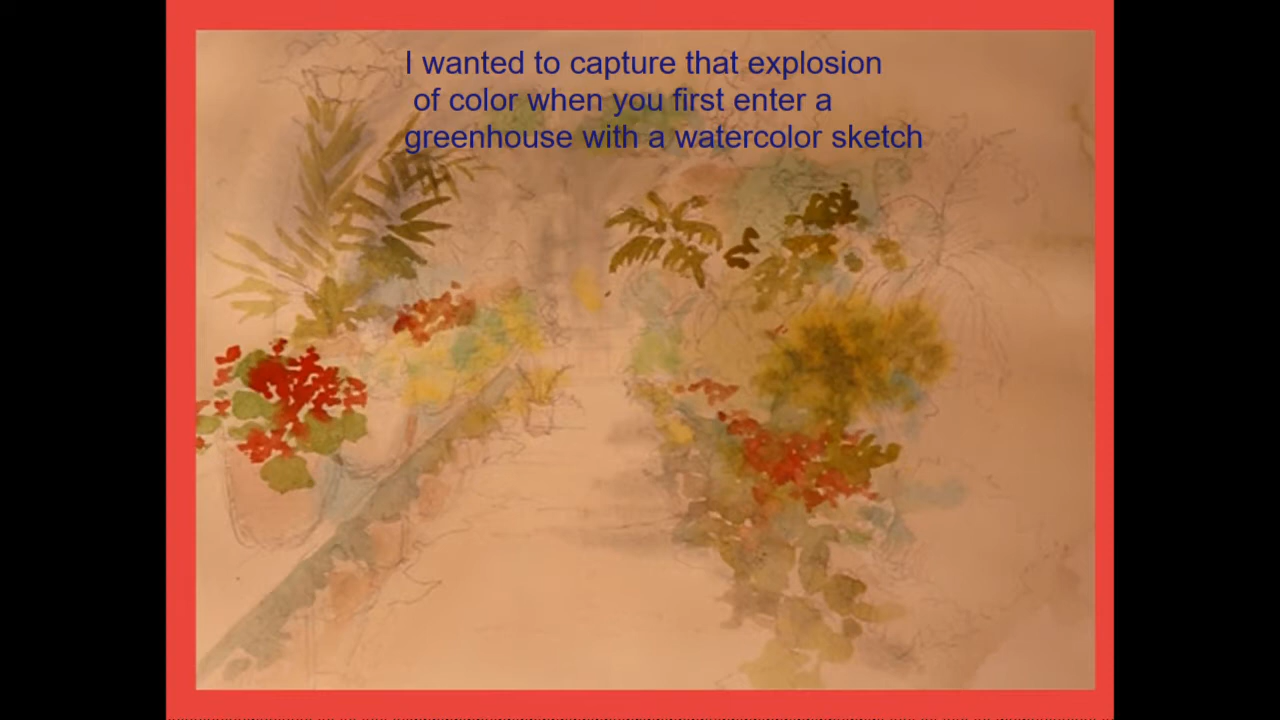 I wanted to capture that explosion
of color when you first enter a
greenhouse with a watercolor sketch